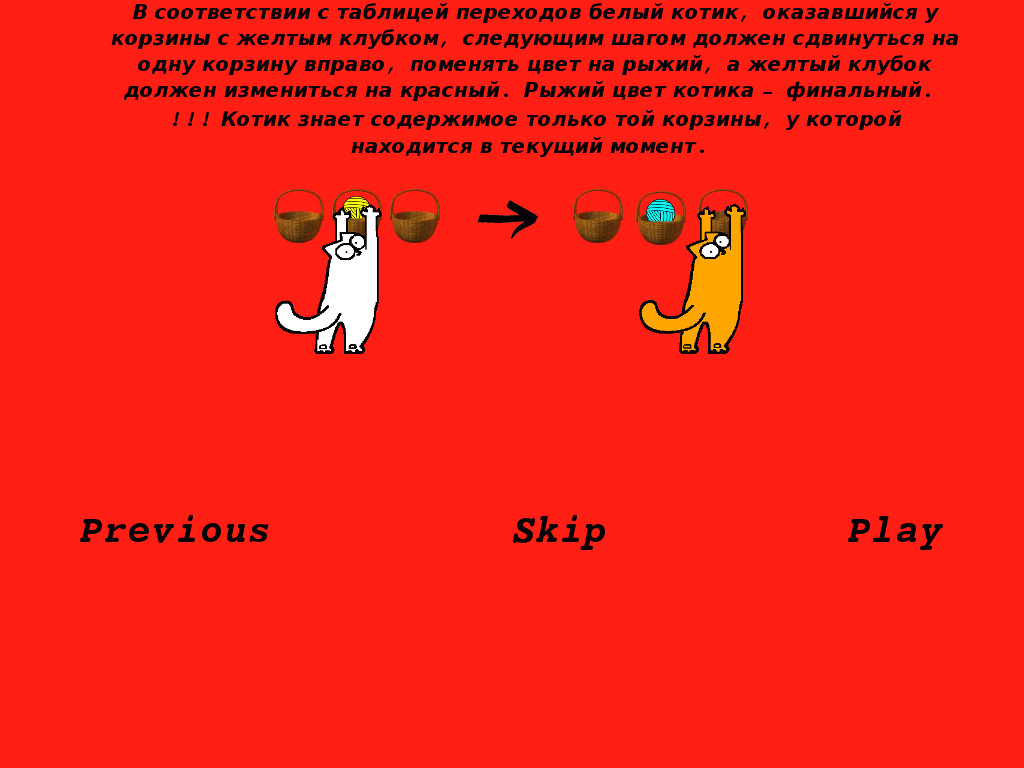 В соответствии с таблицей переходов белый котик, оказавшийся у
корзины с желтым клубком, следующим шагом должен сдвинуться на
одну корзину вправо, поменять цвет на рыжий, а желтый клубок
должен измениться на красный. Рыжий цвет котика – финальный.
!!! Котик знает содержимое только той корзины, у которой
находится в текущий момент.
Previous Skip Play